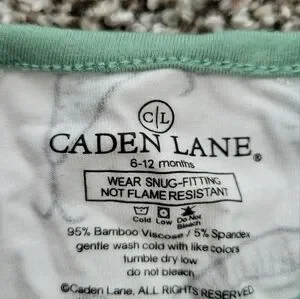 C|L
CADEN LANE®
6-12 months
WEAR SNUG-FITTING
NOT FLAME RESISTANT
Cold Low Do Not Bleach
95% Bamboo Viscose / 5% Spandex
gentle wash cold with like colors
tumble dry low
do not bleach
©Caden Lane, ALL RIGHTS RESERVED